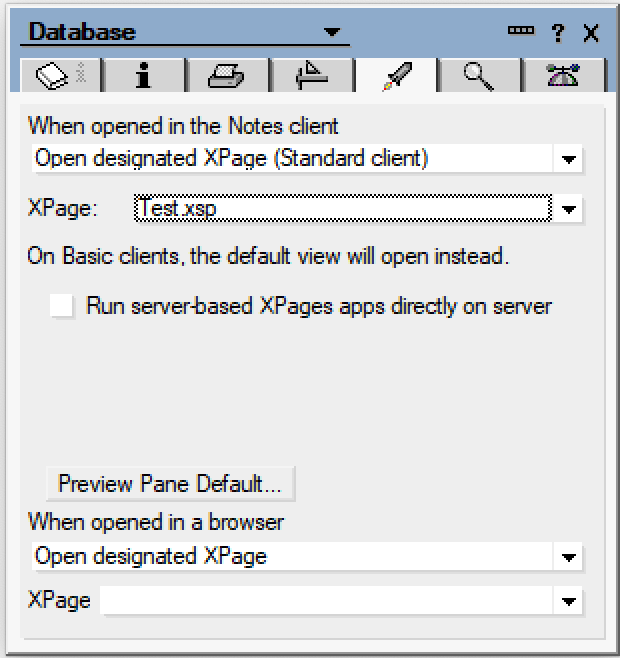 Database
? X
When opened in the Notes client
Open designated XPage (Standard client)
XPage: Test.xsp
On Basic clients, the default view will open instead.
Run server-based XPages apps directly on server
Preview Pane Default...
When opened in a browser
Open designated XPage
XPage